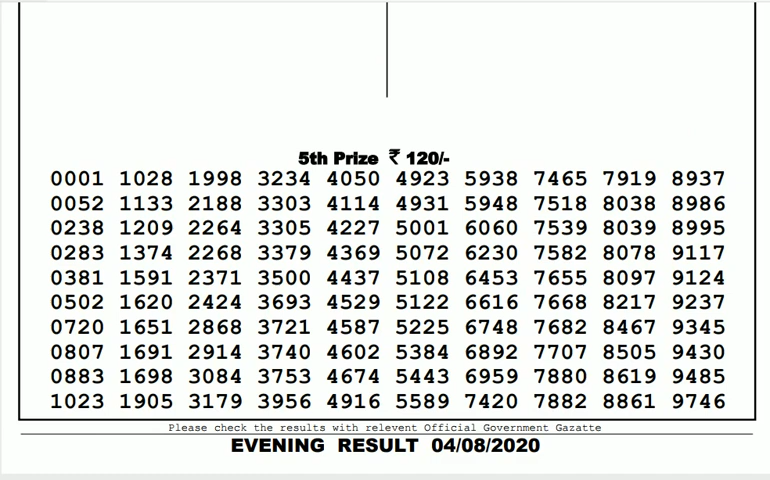 5th Prize ₹ 120/-
0001 1028 1998 3234 4050 4923 5938 7465 7919 8937
0052 1133 2188 3303 4114 4931 5948 7518 8038 8986
0238 1209 2264 3305 4227 5001 6060 7539 8039 8995
0283 1374 2268 3379 4369 5072 6230 7582 8078 9117
0381 1591 2371 3500 4437 5108 6453 7655 8097 9124
0502 1620 2424 3693 4529 5122 6616 7668 8217 9237
0720 1651 2868 3721 4587 5225 6748 7682 8467 9345
0807 1691 2914 3740 4602 5384 6892 7707 8505 9430
0883 1698 3084 3753 4674 5443 6959 7880 8619 9485
1023 1905 3179 3956 4916 5589 7420 7882 8861 9746
Please check the results with relevent Official Government Gazatte
EVENING RESULT 04/08/2020